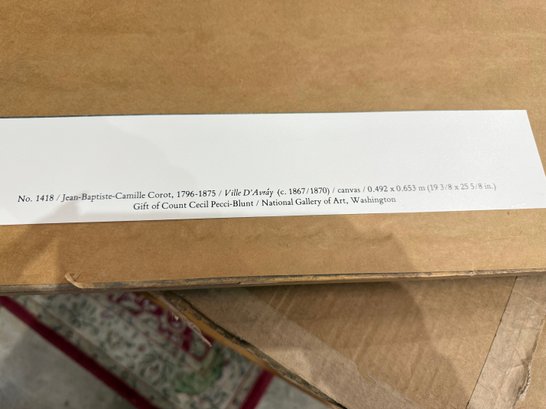 No. 1418 / Jean-Baptiste-Camille Corot, 1796-1875 / Ville D'Avrây (c. 1867/1870) / canvas / 0.492 x 0.653 m (19 3/8 x 25 5/8 in.)
Gift of Count Cecil Pecci-Blunt / National Gallery of Art, Washington